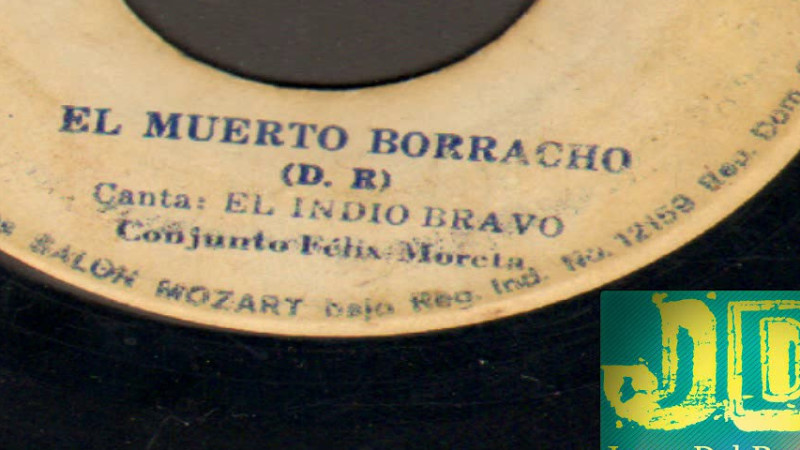 EL MUERTO BORRACHO
(D. R)
Canta: EL INDIO BRAVO
Conjunto Félix Moreta
SALON MOZART bajo Reg. Ind. No. 12159 Rep. Dom.
JD